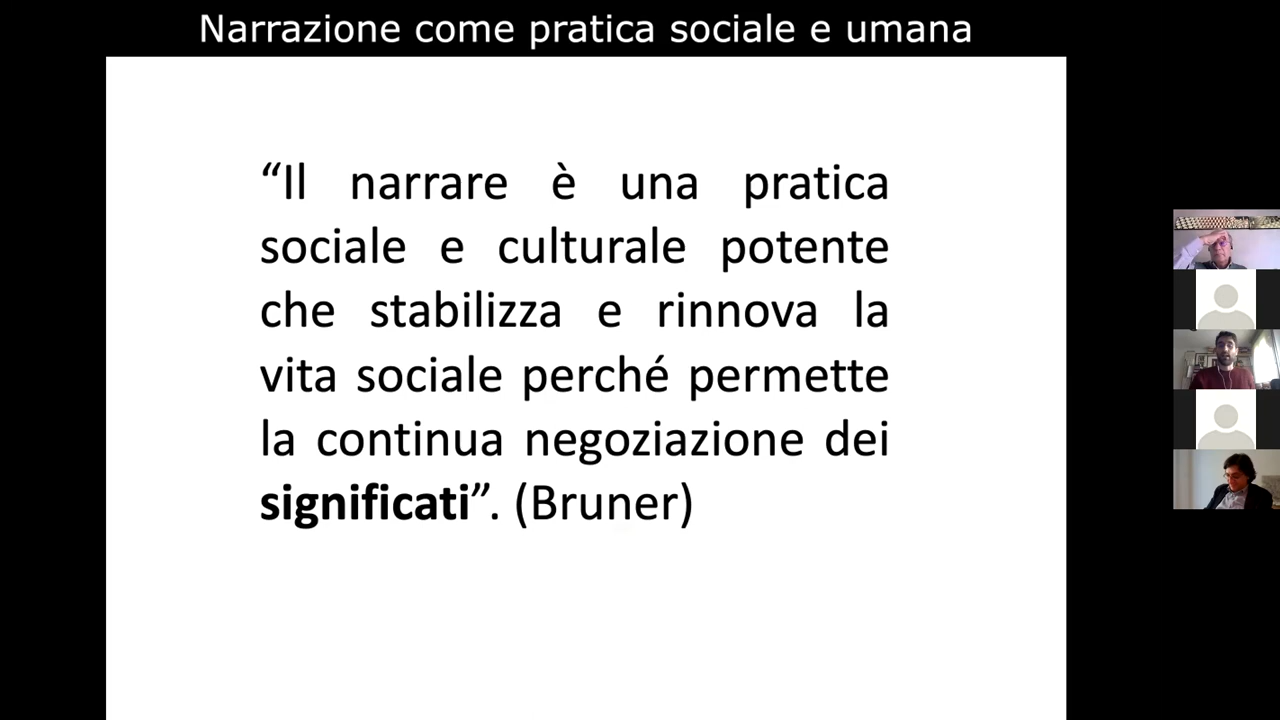 Narrazione come pratica sociale e umana
“Il narrare è una pratica
sociale e culturale potente
che stabilizza e rinnova la
vita sociale perché permette
la continua negoziazione dei
significati”. (Bruner)